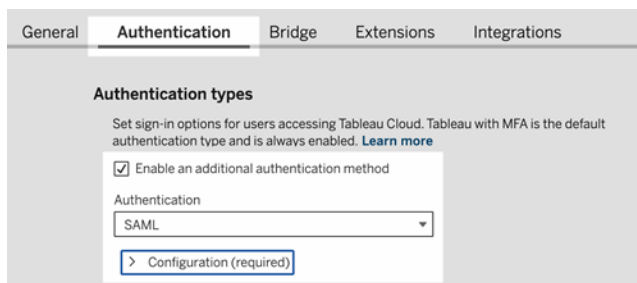 General Authentication Bridge Extensions Integrations
Authentication types
Set sign-in options for users accessing Tableau Cloud. Tableau with MFA is the default
authentication type and is always enabled. Learn more
Enable an additional authentication method
Authentication
SAML
Configuration (required)